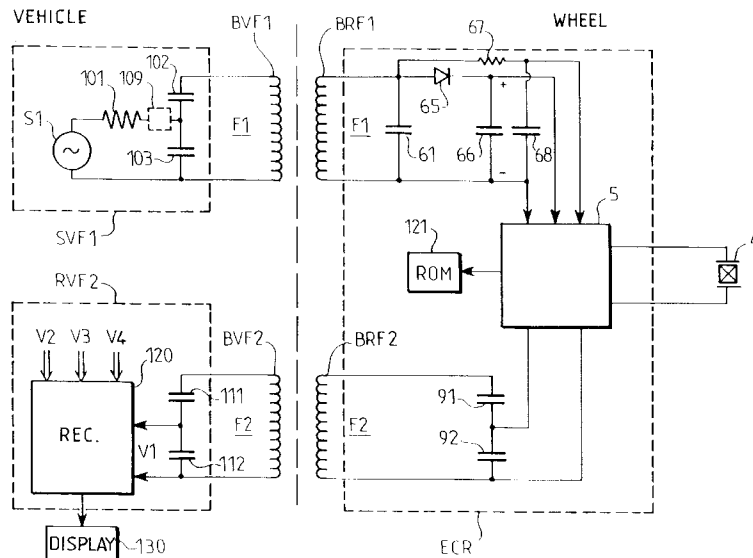 VEHICLE
WHEEL
BVF1
BRF1
67
102
101
109
65
S1
F1
F1
+
103
61
66
68
-
SVF1
5
121
4
ROM
RVF2
V2
V3
V4
120
BVF2
BRF2
111
91
REC.
F2
F2
V1
112
92
DISPLAY
130
ECR